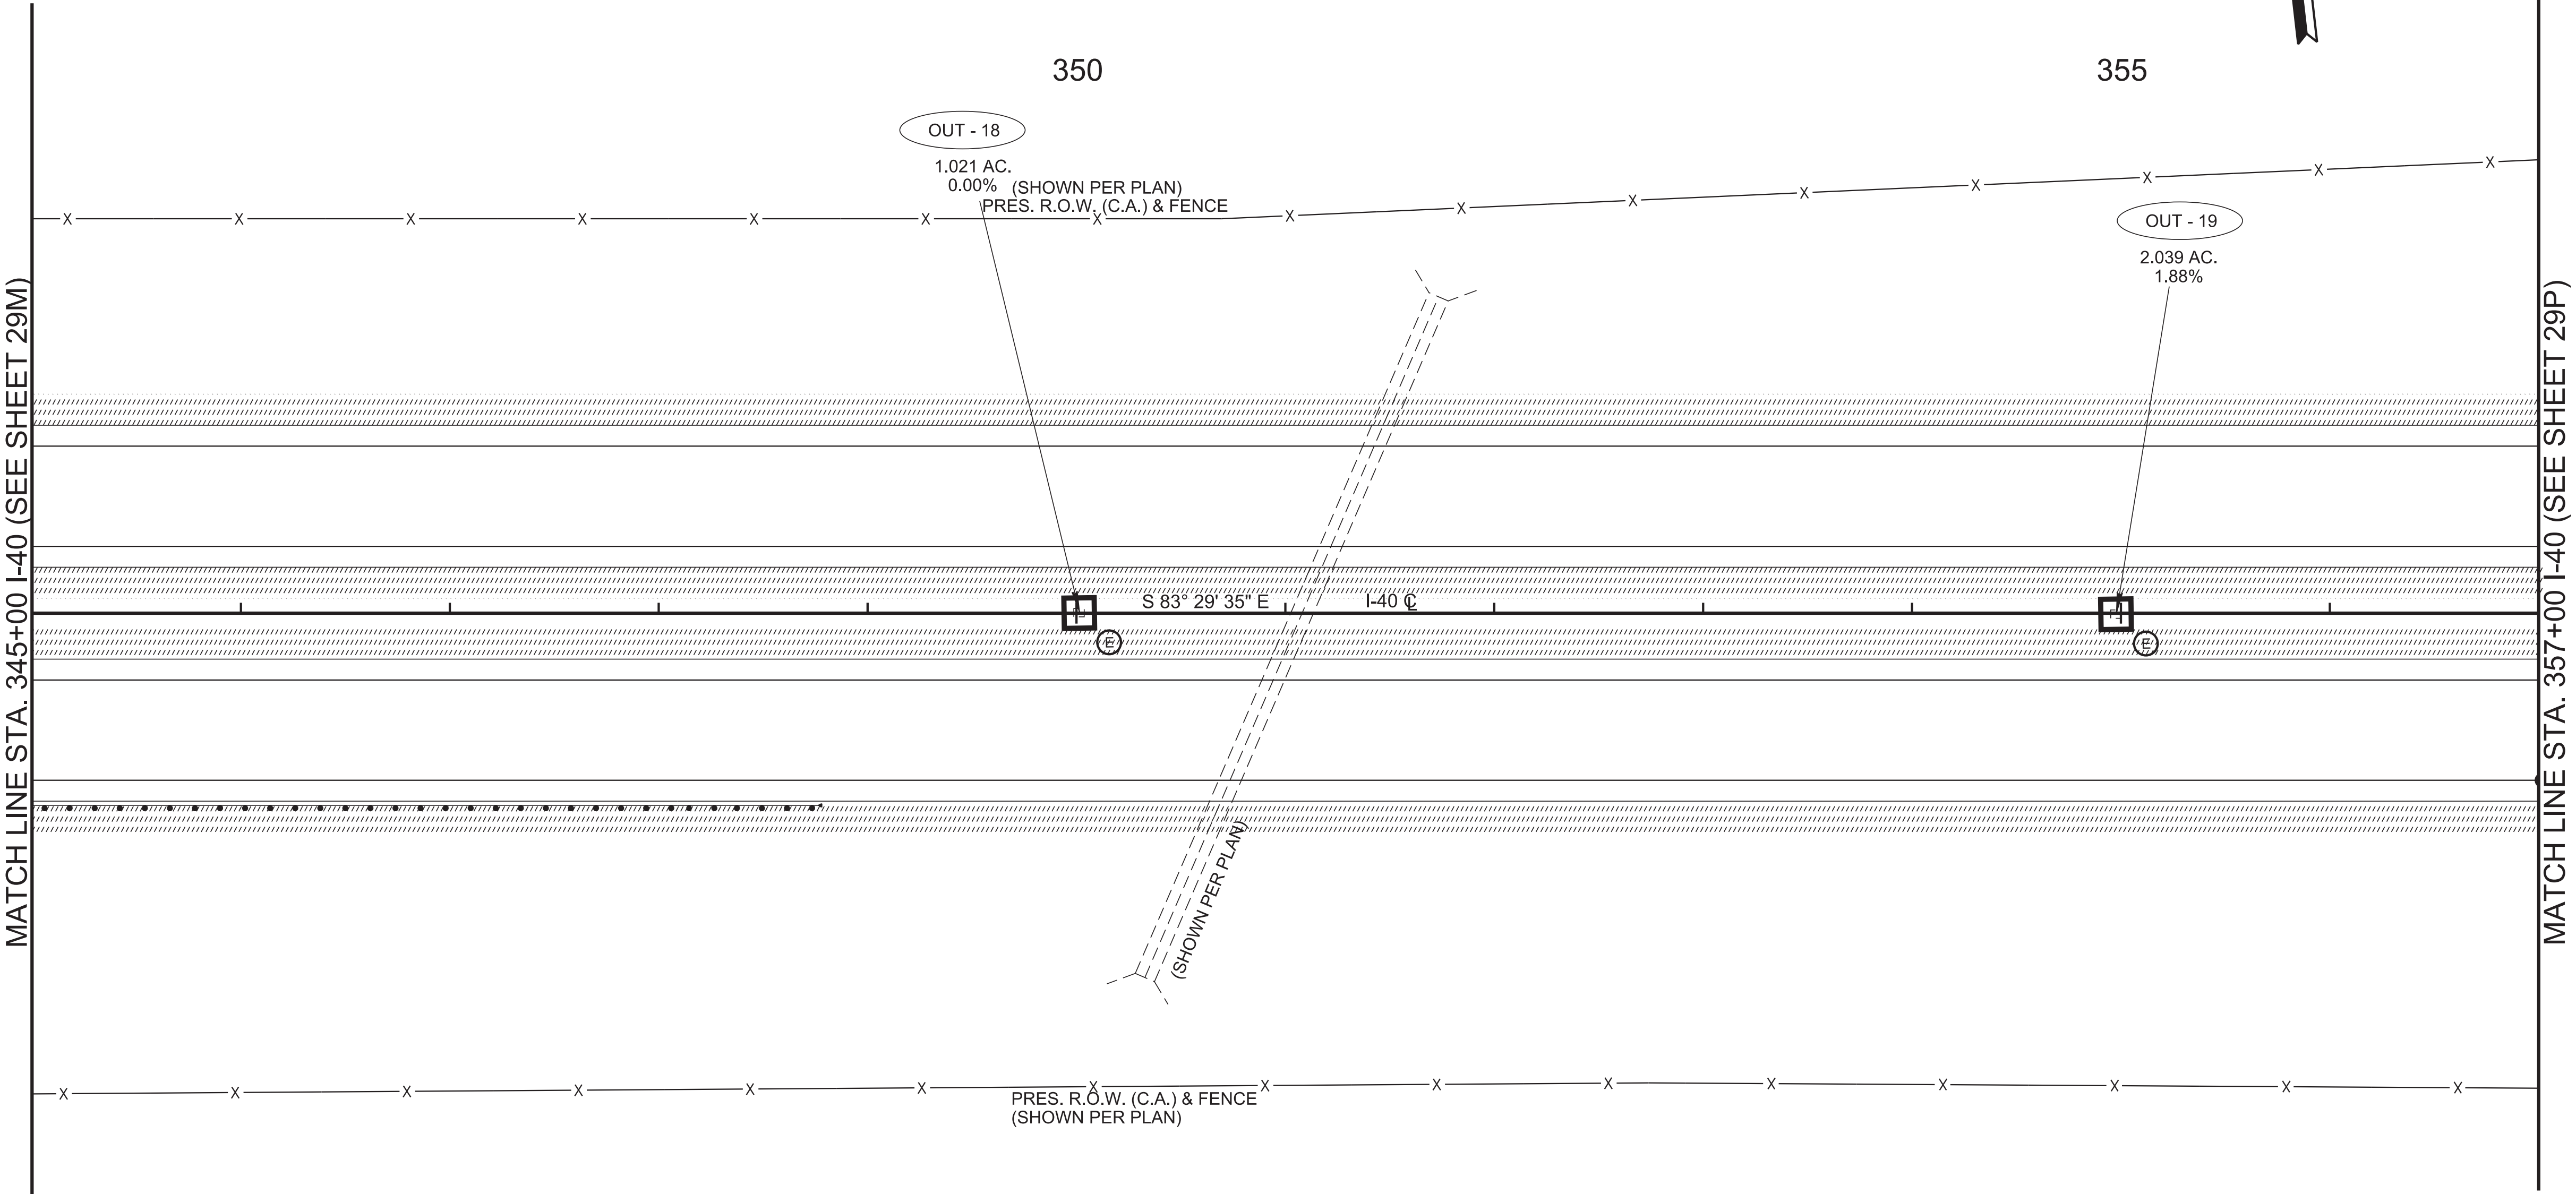 350
355
OUT - 18
1.021 AC.
0.00%
(SHOWN PER PLAN)
PRES. R.O.W. (C.A.) & FENCE
OUT - 19
2.039 AC.
1.88%
MATCH LINE STA. 345+00 I-40 (SEE SHEET 29M)
MATCH LINE STA. 357+00 I-40 (SEE SHEET 29P)
S 83° 29' 35" E
I-40 ℄
E
E
(SHOWN PER PLAN)
PRES. R.O.W. (C.A.) & FENCE
(SHOWN PER PLAN)